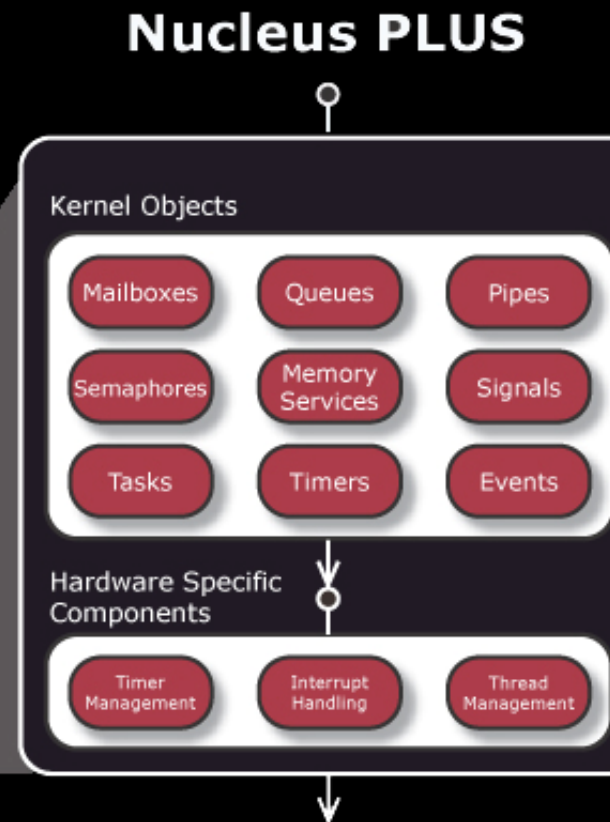 Nucleus PLUS
Kernel Objects
Mailboxes
Queues
Pipes
Semaphores
Memory
Services
Signals
Tasks
Timers
Events
Hardware Specific
Components
Timer
Management
Interrupt
Handling
Thread
Management